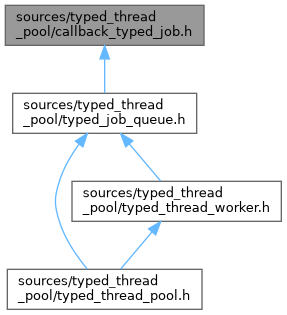 sources/typed_thread
_pool/callback_typed_job.h
sources/typed_thread
_pool/typed_job_queue.h
sources/typed_thread
_pool/typed_thread_worker.h
sources/typed_thread
_pool/typed_thread_pool.h